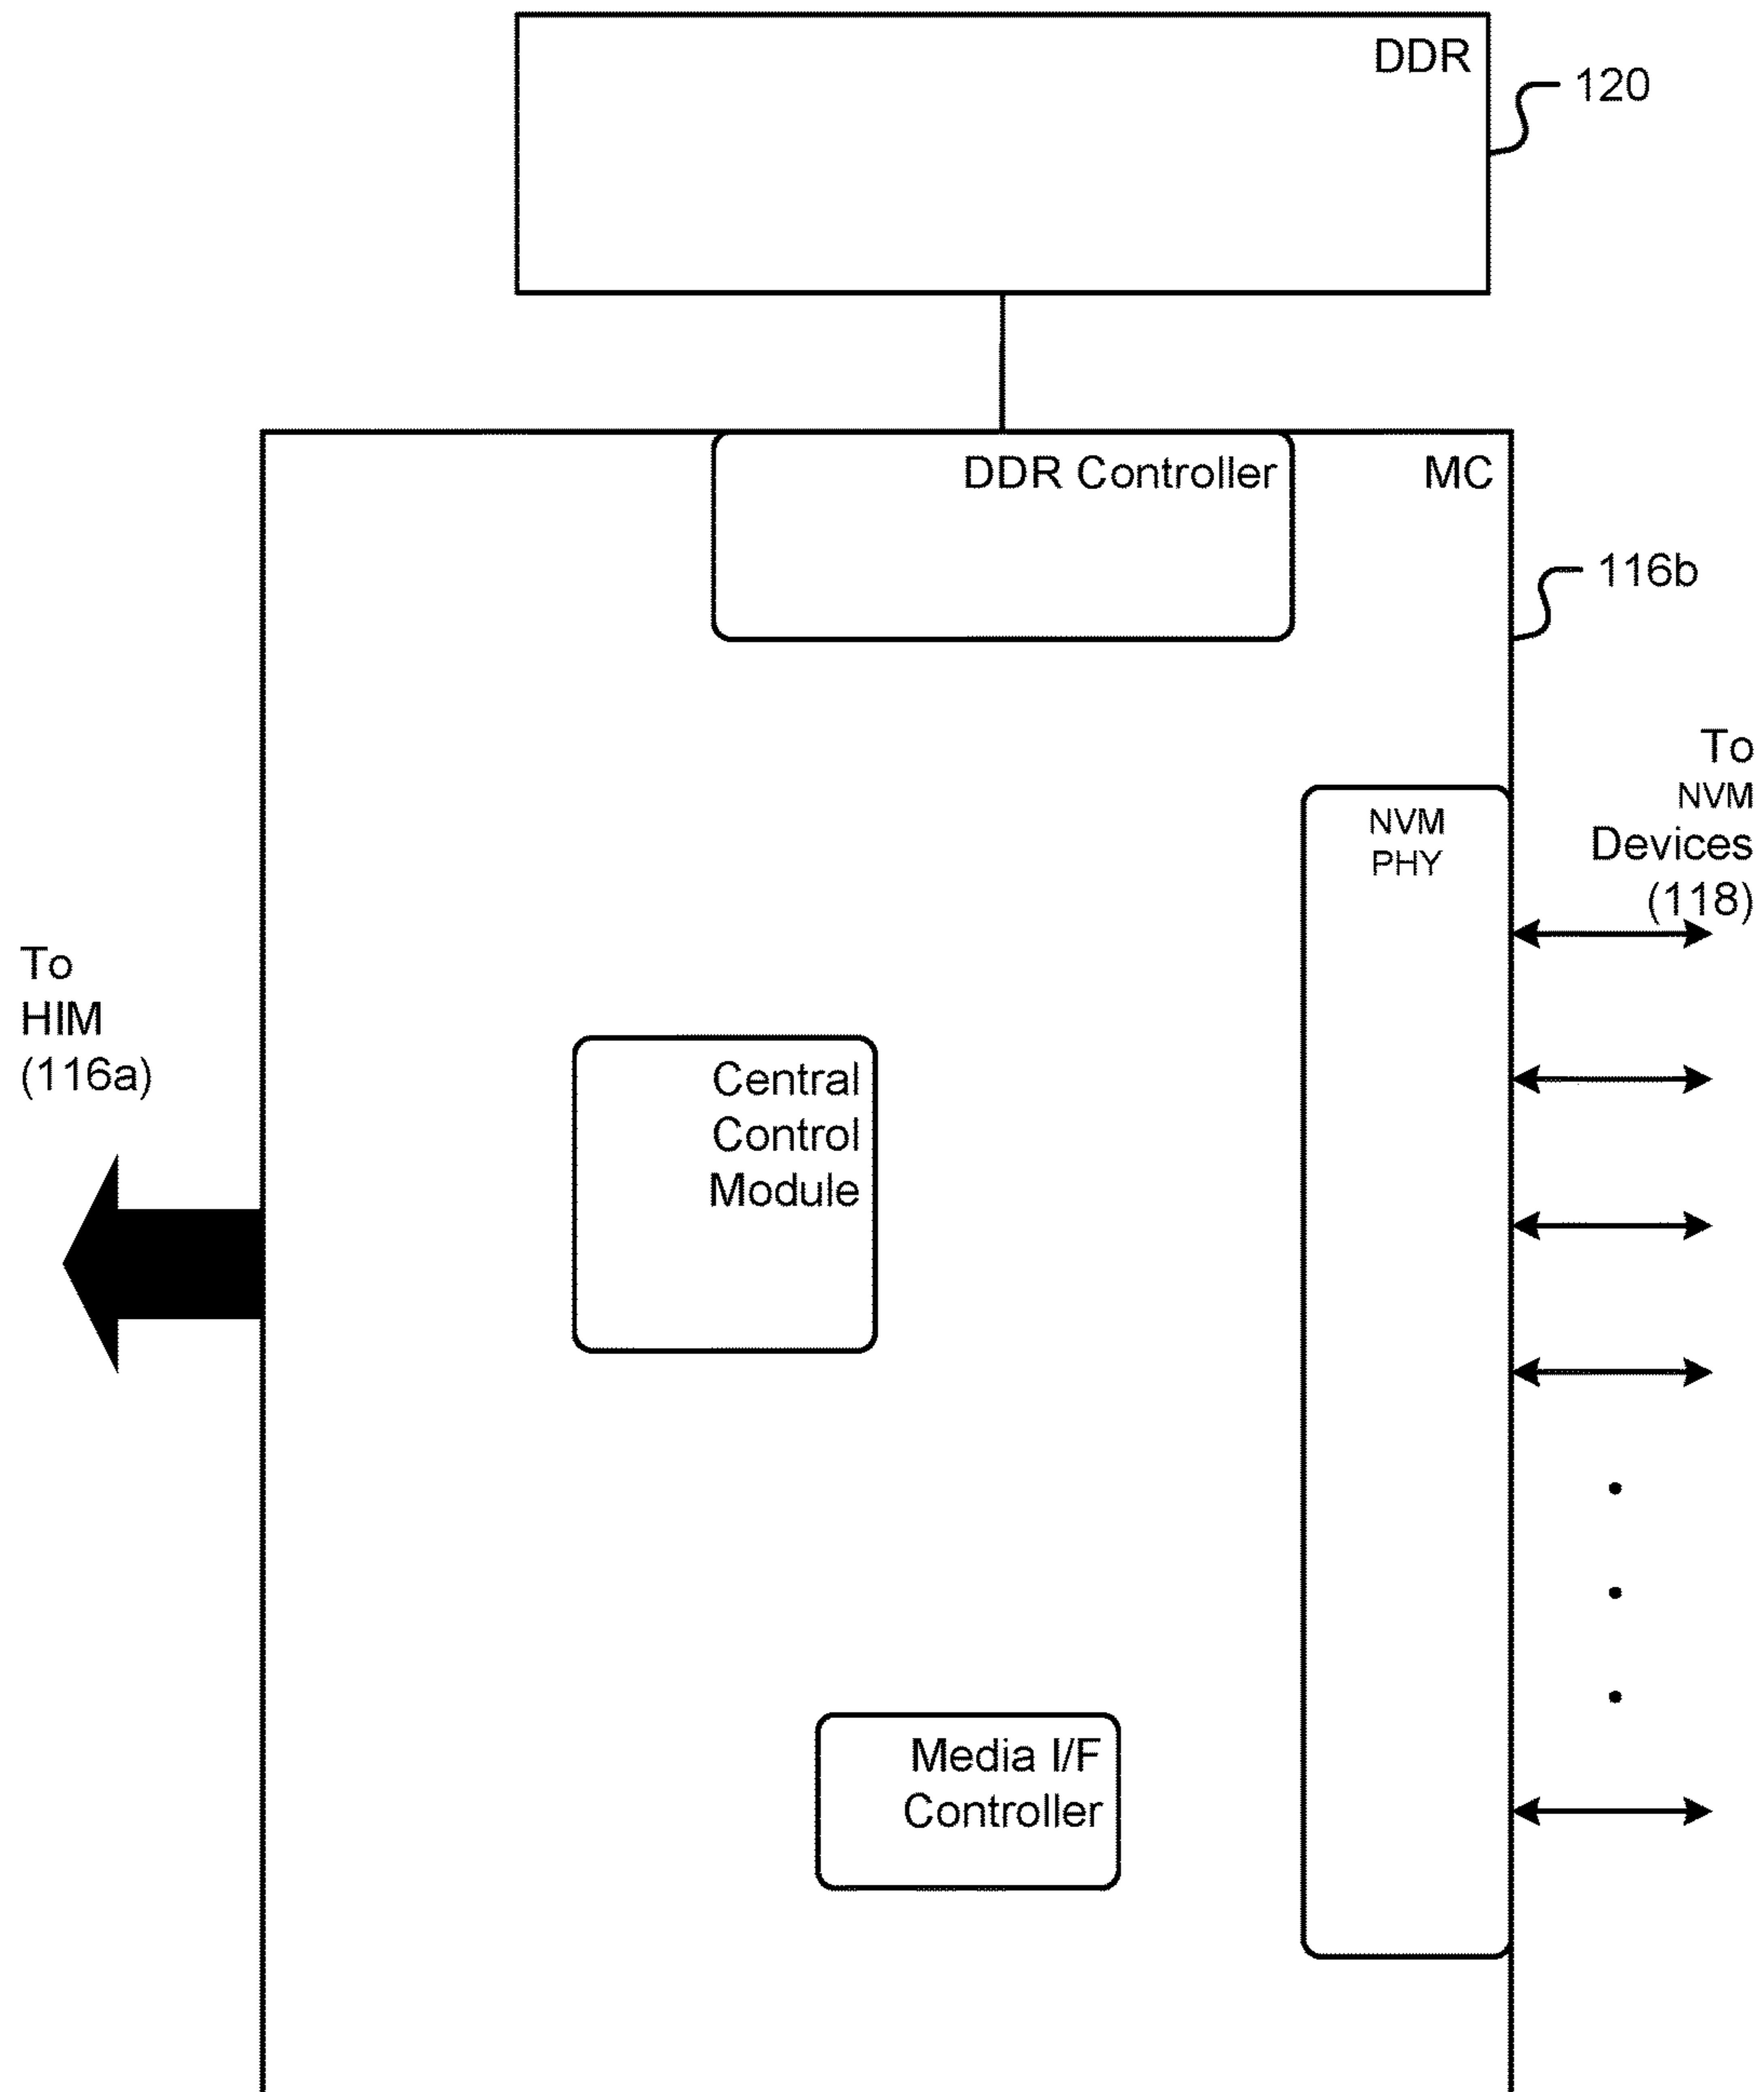 DDR
120
DDR Controller
MC
116b
To
NVM
Devices
(118)
NVM
PHY
To
HIM
(116a)
Central
Control
Module
Media I/F
Controller